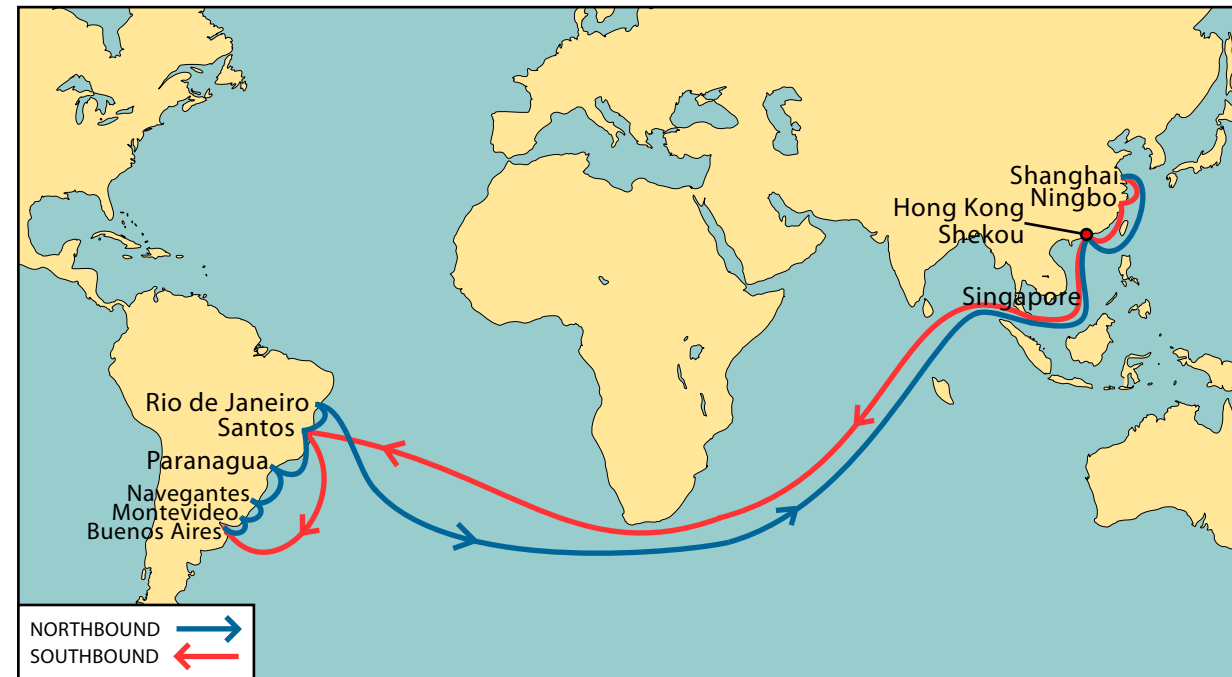 Shanghai
Ningbo
Hong Kong
Shekou
Singapore
Rio de Janeiro
Santos
Paranagua
Navegantes
Montevideo
Buenos Aires
NORTHBOUND
SOUTHBOUND